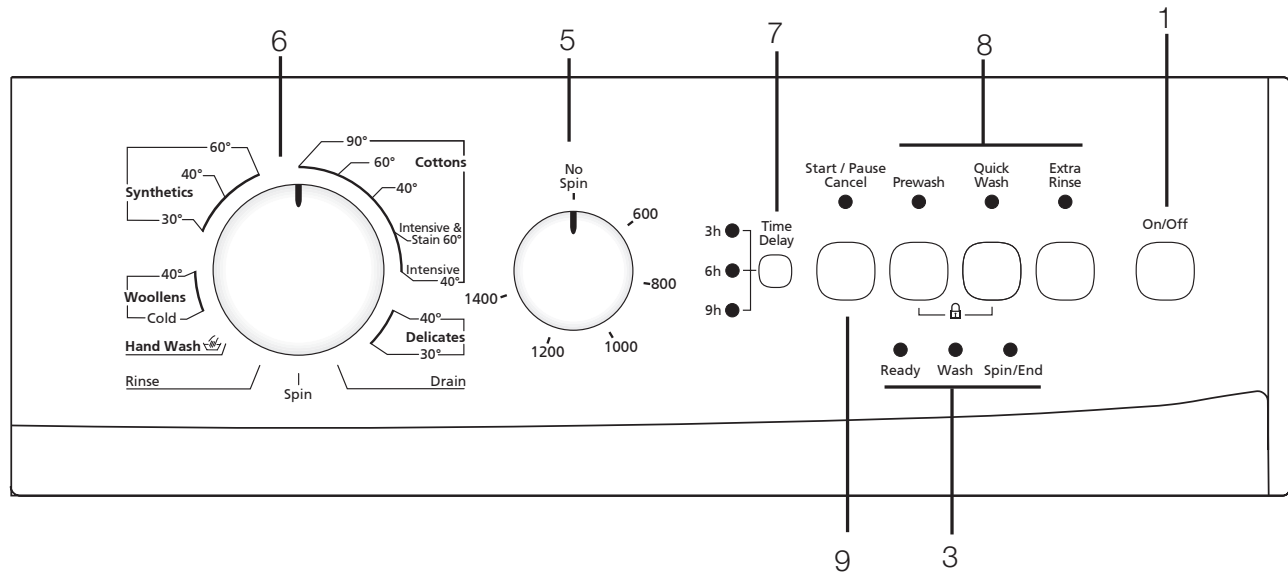 6
5
7
8
1
60°
40°
Synthetics
30°
90°
60°
Cottons
40°
Intensive &
Stain 60°
Intensive
40°
40°
Woollens
Cold
Hand Wash
40°
Delicates
30°
Rinse
Spin
Drain
No
Spin
600
800
1000
1200
1400
3h
6h
9h
Time
Delay
Start / Pause
Cancel
Prewash
Quick
Wash
Extra
Rinse
On/Off
Ready
Wash
Spin/End
9
3